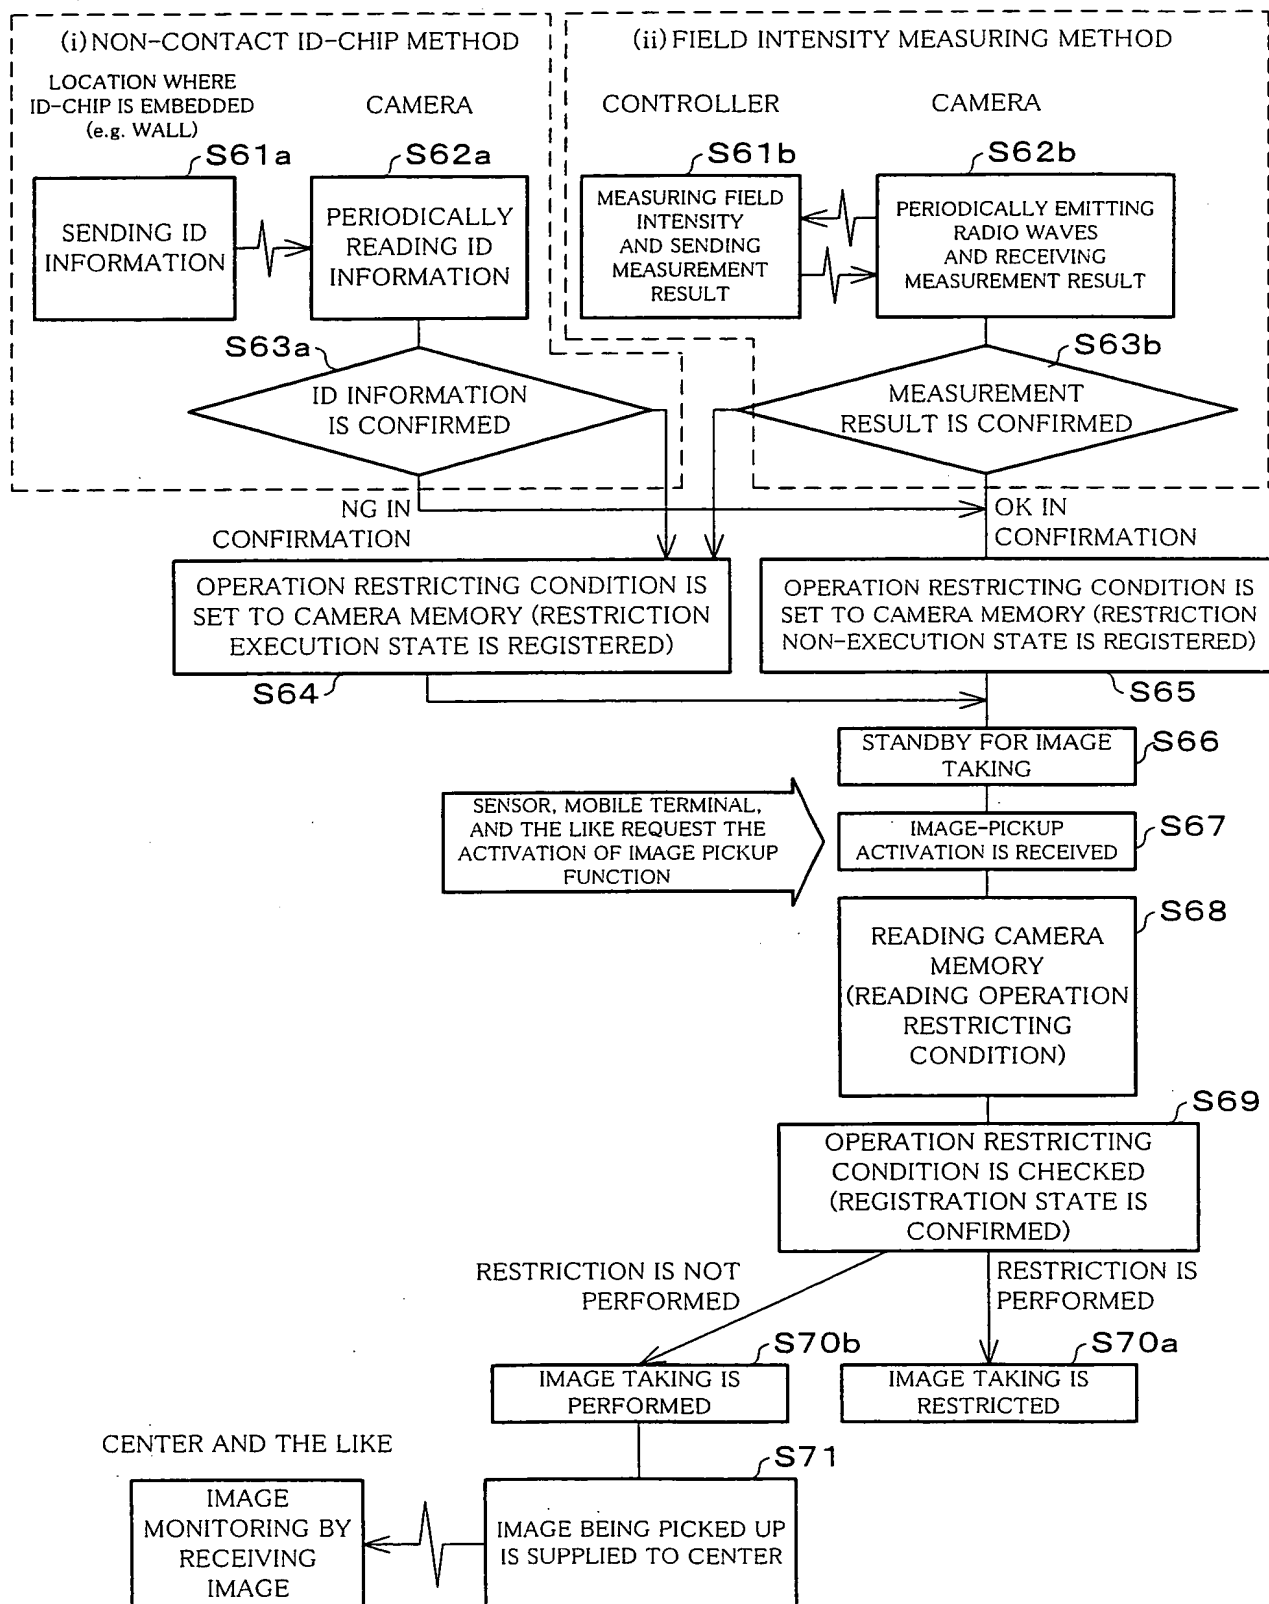 (i) NON-CONTACT ID-CHIP METHOD
LOCATION WHERE
ID-CHIP IS EMBEDDED
(e.g. WALL)
CAMERA
S61a
S62a
SENDING ID
INFORMATION
PERIODICALLY
READING ID
INFORMATION
S63a
ID INFORMATION
IS CONFIRMED
(ii) FIELD INTENSITY MEASURING METHOD
CONTROLLER
CAMERA
S61b
S62b
MEASURING FIELD
INTENSITY
AND SENDING
MEASUREMENT
RESULT
PERIODICALLY EMITTING
RADIO WAVES
AND RECEIVING
MEASUREMENT RESULT
S63b
MEASUREMENT
RESULT IS CONFIRMED
NG IN
CONFIRMATION
OK IN
CONFIRMATION
OPERATION RESTRICTING CONDITION IS
SET TO CAMERA MEMORY (RESTRICTION
EXECUTION STATE IS REGISTERED)
S64
OPERATION RESTRICTING CONDITION IS
SET TO CAMERA MEMORY (RESTRICTION
NON-EXECUTION STATE IS REGISTERED)
S65
STANDBY FOR IMAGE
TAKING
S66
SENSOR, MOBILE TERMINAL,
AND THE LIKE REQUEST THE
ACTIVATION OF IMAGE PICKUP
FUNCTION
IMAGE-PICKUP
ACTIVATION IS RECEIVED
S67
S68
READING CAMERA
MEMORY
(READING OPERATION
RESTRICTING
CONDITION)
S69
OPERATION RESTRICTING
CONDITION IS CHECKED
(REGISTRATION STATE IS
CONFIRMED)
RESTRICTION IS NOT
PERFORMED
RESTRICTION IS
PERFORMED
S70b
S70a
IMAGE TAKING IS
PERFORMED
IMAGE TAKING IS
RESTRICTED
CENTER AND THE LIKE
S71
IMAGE
MONITORING BY
RECEIVING
IMAGE
IMAGE BEING PICKED UP
IS SUPPLIED TO CENTER